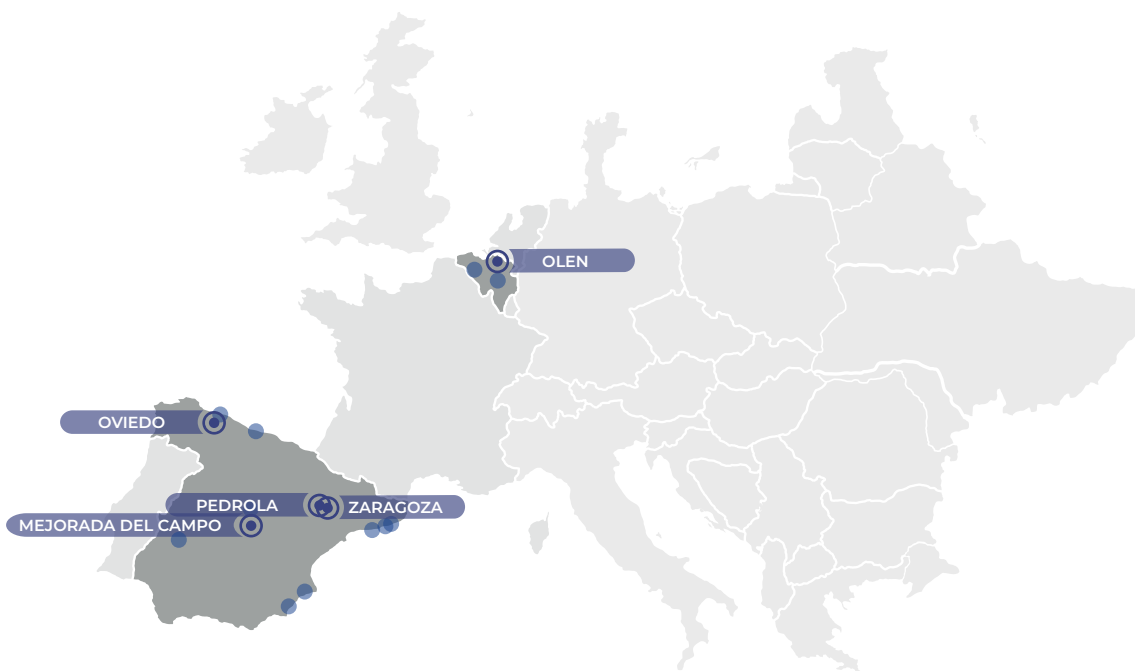 OLEN
OVIEDO
PEDROLA
ZARAGOZA
MEJORADA DEL CAMPO